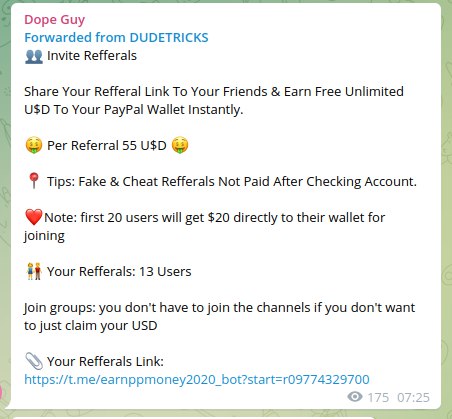 Dope Guy
Forwarded from DUDETRICKS
👥 Invite Refferals
Share Your Refferal Link To Your Friends & Earn Free Unlimited
U$D To Your PayPal Wallet Instantly.
🤑 Per Referral 55 U$D 🤑
📍 Tips: Fake & Cheat Refferals Not Paid After Checking Account.
❤️Note: first 20 users will get $20 directly to their wallet for
joining
👫 Your Refferals: 13 Users
Join groups: you don't have to join the channels if you don't want
to just claim your USD
📎 Your Refferals Link:
https://t.me/earnppmoney2020_bot?start=r09774329700
175 07:25